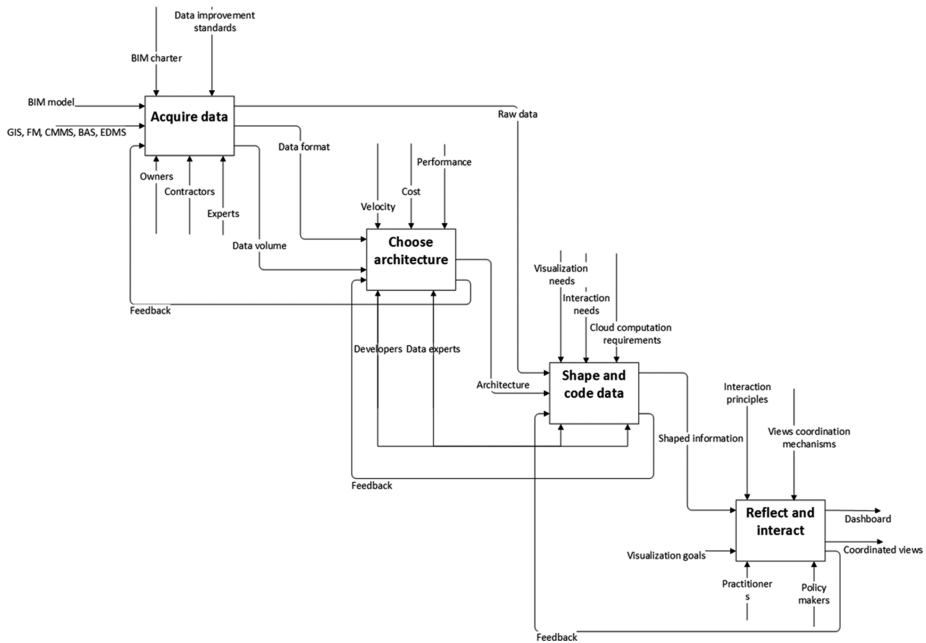 Data improvement
standards
BIM charter
BIM model
Acquire data
GIS, FM, CMMS, BAS, EDMS
Raw data
Data format
Owners
Contractors
Experts
Performance
Cost
Velocity
Data volume
Choose
architecture
Feedback
Visualization
needs
Interaction
needs
Cloud computation
requirements
Developers
Data experts
Architecture
Shape and
code data
Interaction
principles
Views coordination
mechanisms
Shaped information
Feedback
Reflect and
interact
Dashboard
Coordinated views
Visualization goals
Practitioner
s
Policy
makers
Feedback